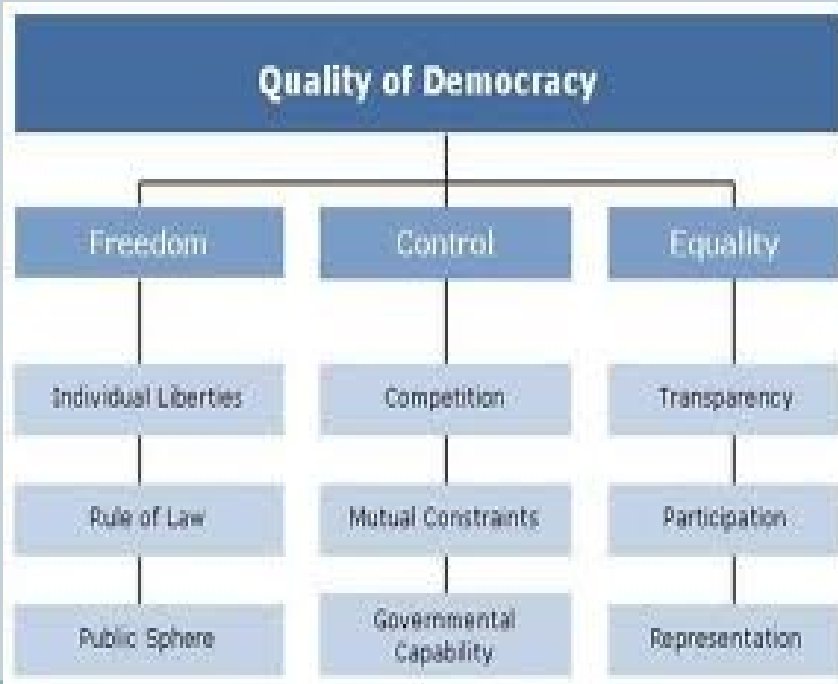 Quality of Democracy
Freedom
Control
Equality
Individual Liberties
Competition
Transparency
Rule of Law
Mutual Constraints
Participation
Public Sphere
Governmental
Capability
Representation